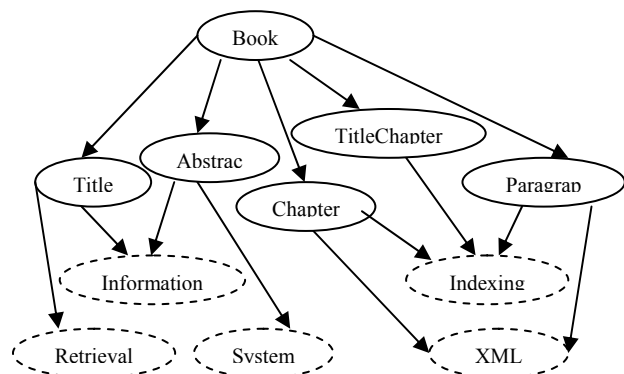 Book
TitleChapter
Abstrac
Title
Paragrap
Chapter
Information
Indexing
Retrieval
System
XML